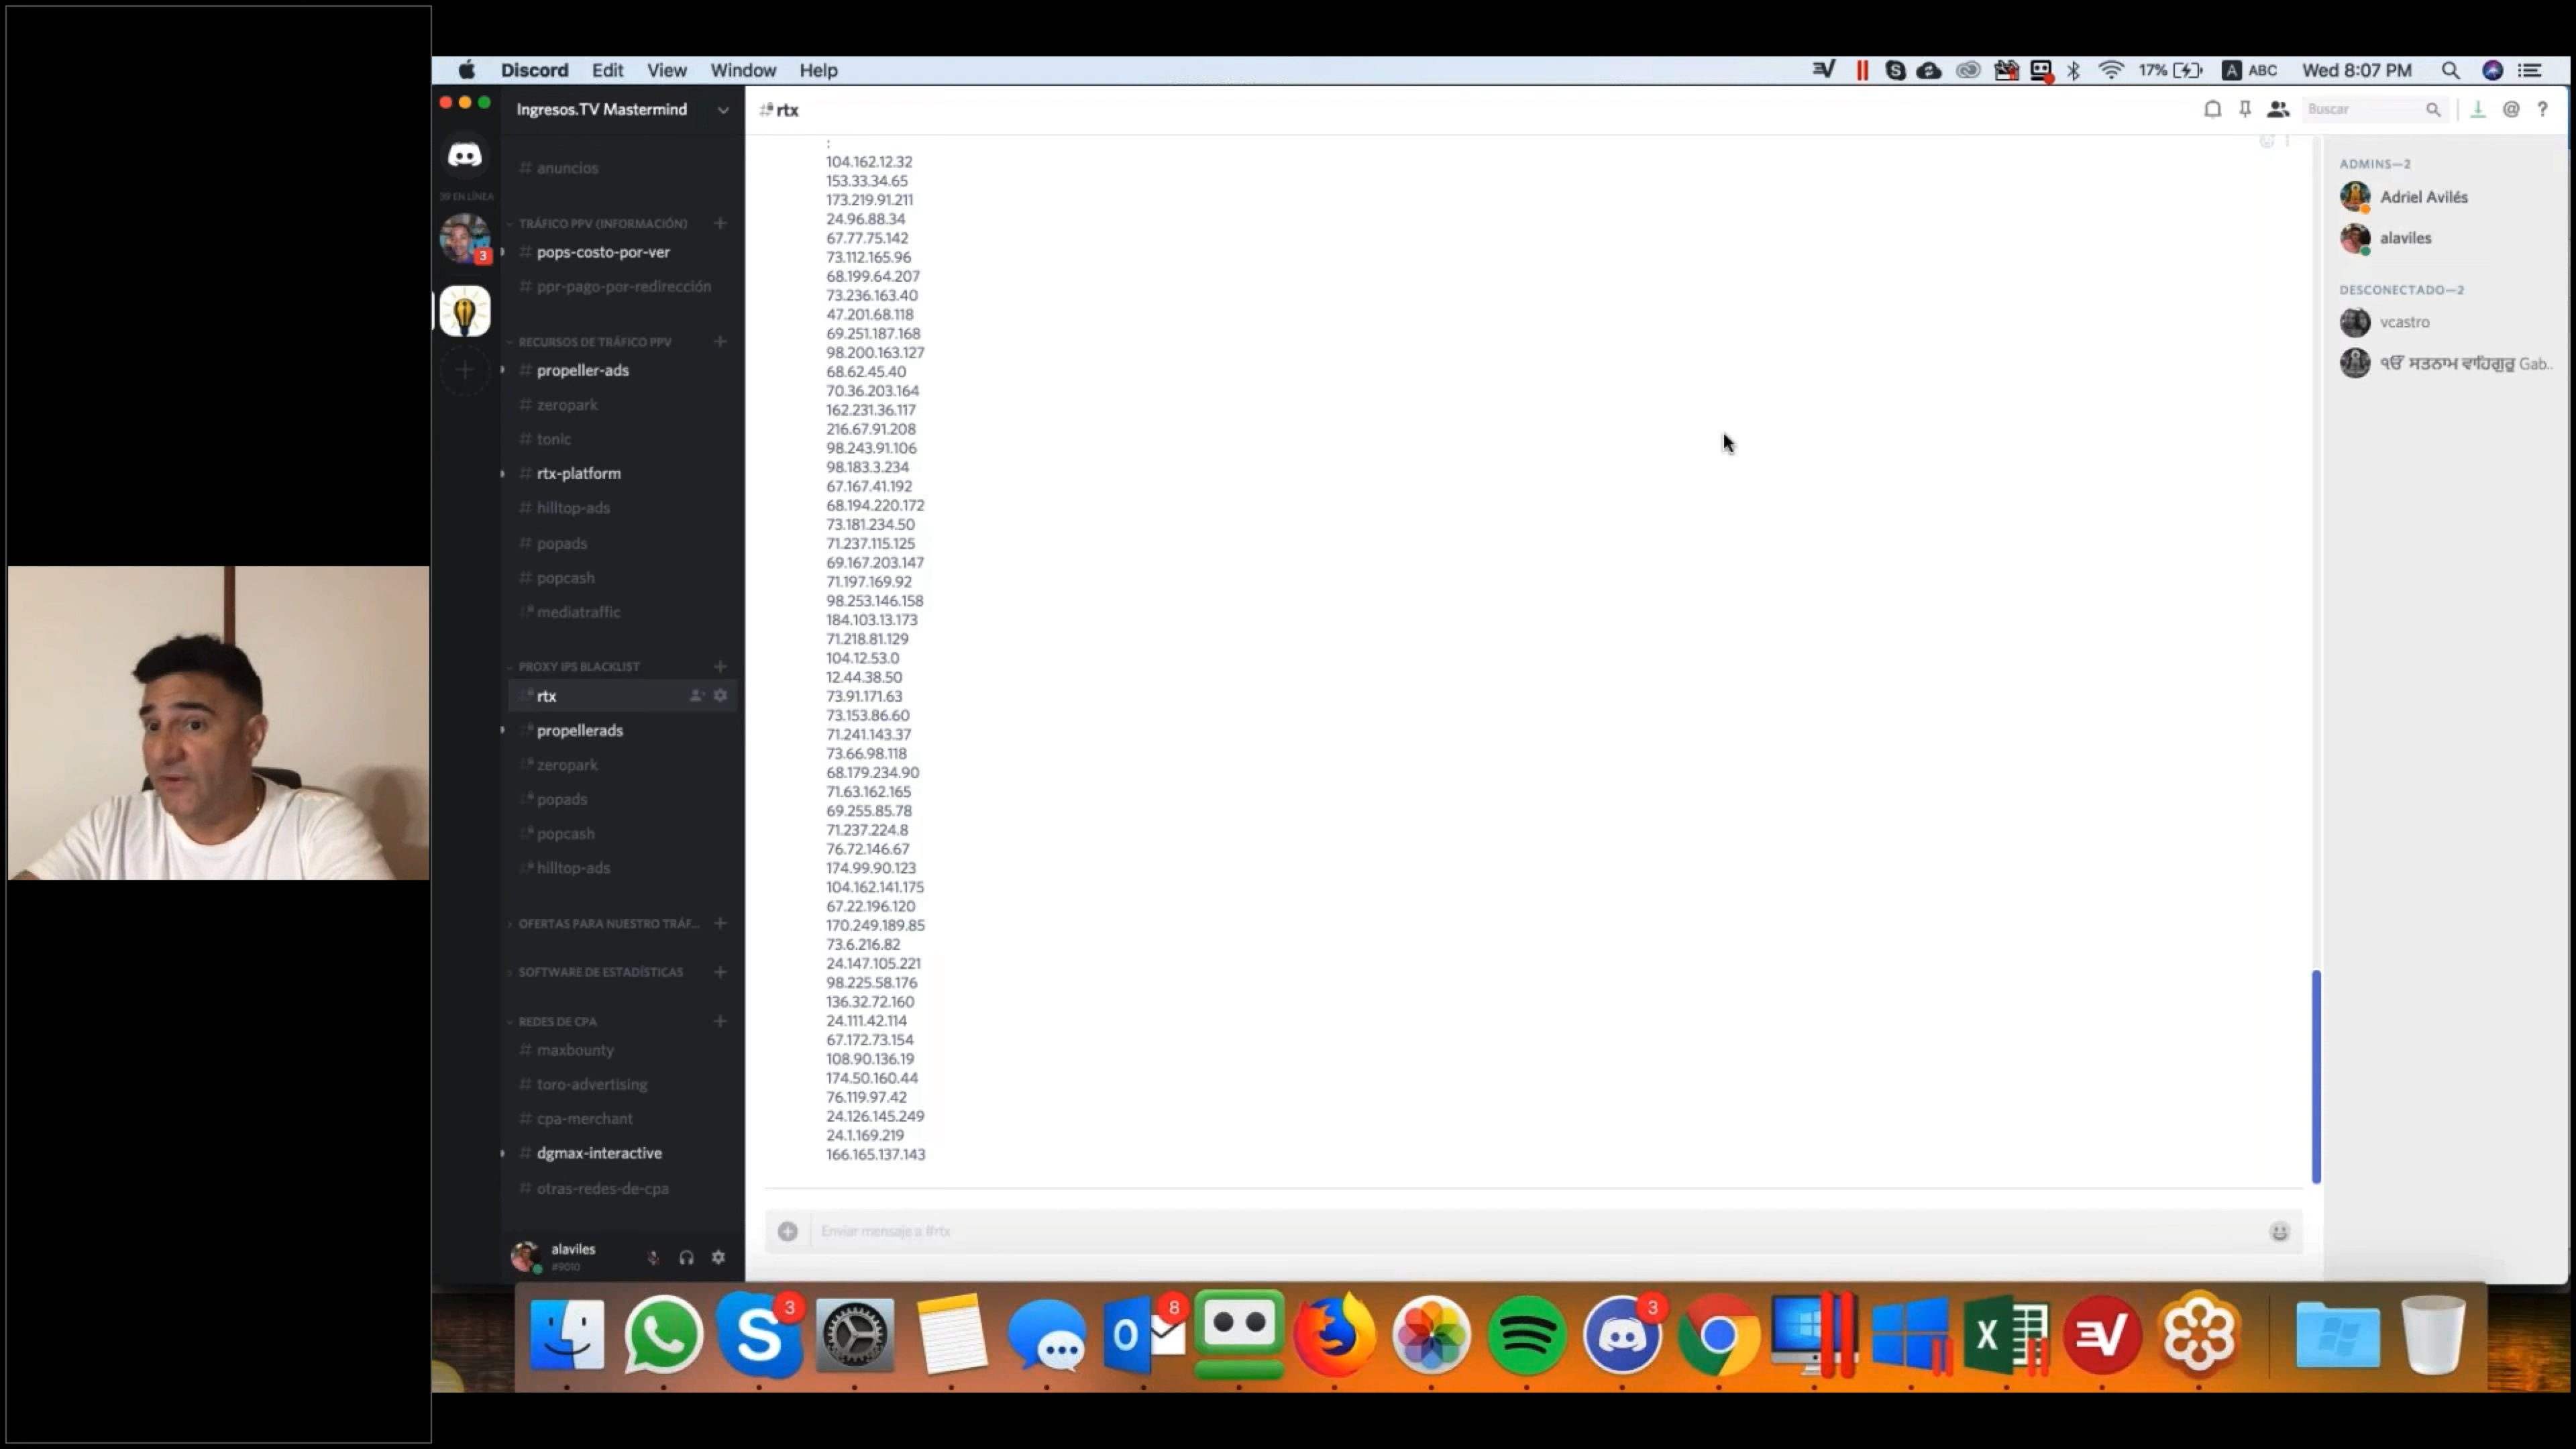 Discord Edit View Window Help
17% A ABC Wed 8:07 PM
Ingresos.TV Mastermind
39 EN LÍNEA
3
# anuncios
TRÁFICO PPV (INFORMACIÓN)
# pops-costo-por-ver
# ppr-pago-por-redirección
RECURSOS DE TRÁFICO PPV
# propeller-ads
# zeropark
# tonic
# rtx-platform
# hilltop-ads
# popads
# popcash
mediatraffic
PROXY IPS BLACKLIST
rtx
propellerads
zeropark
popads
popcash
hilltop-ads
OFERTAS PARA NUESTRO TRÁF...
SOFTWARE DE ESTADÍSTICAS
REDES DE CPA
# maxbounty
# toro-advertising
# cpa-merchant
# dgmax-interactive
# otras-redes-de-cpa
alaviles
#9010
# rtx
Buscar
:
104.162.12.32
153.33.34.65
173.219.91.211
24.96.88.34
67.77.75.142
73.112.165.96
68.199.64.207
73.236.163.40
47.201.68.118
69.251.187.168
98.200.163.127
68.62.45.40
70.36.203.164
162.231.36.117
216.67.91.208
98.243.91.106
98.183.3.234
67.167.41.192
68.194.220.172
73.181.234.50
71.237.115.125
69.167.203.147
71.197.169.92
98.253.146.158
184.103.13.173
71.218.81.129
104.12.53.0
12.44.38.50
73.91.171.63
73.153.86.60
71.241.143.37
73.66.98.118
68.179.234.90
71.63.162.165
69.255.85.78
71.237.224.8
76.72.146.67
174.99.90.123
104.162.141.175
67.22.196.120
170.249.189.85
73.6.216.82
24.147.105.221
98.225.58.176
136.32.72.160
24.111.42.114
67.172.73.154
108.90.136.19
174.50.160.44
76.119.97.42
24.126.145.249
24.1.169.219
166.165.137.143
Enviar mensaje a #rtx
ADMINS—2
Adriel Avilés
alaviles
DESCONECTADO—2
vcastro
ੴ ਸਤਨਾਮ ਵਾਹਿਗੁਰੂ Gab..
3
8
3